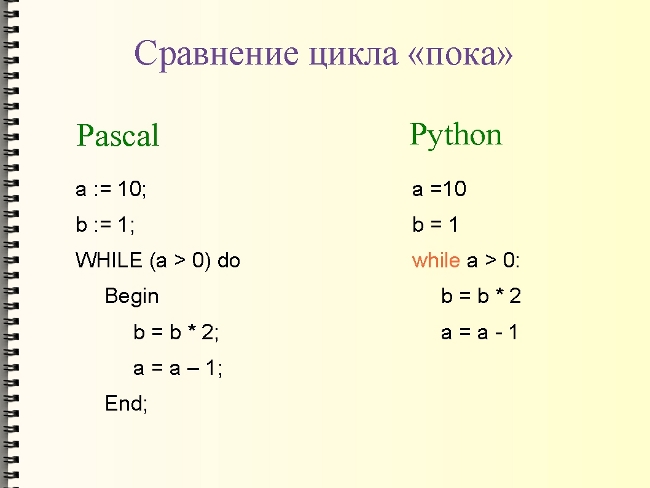 Сравнение цикла «пока»
Pascal
a := 10;
b := 1;
WHILE (a > 0) do
Begin
b = b * 2;
a = a – 1;
End;
Python
a =10
b = 1
while a > 0:
b = b * 2
a = a - 1